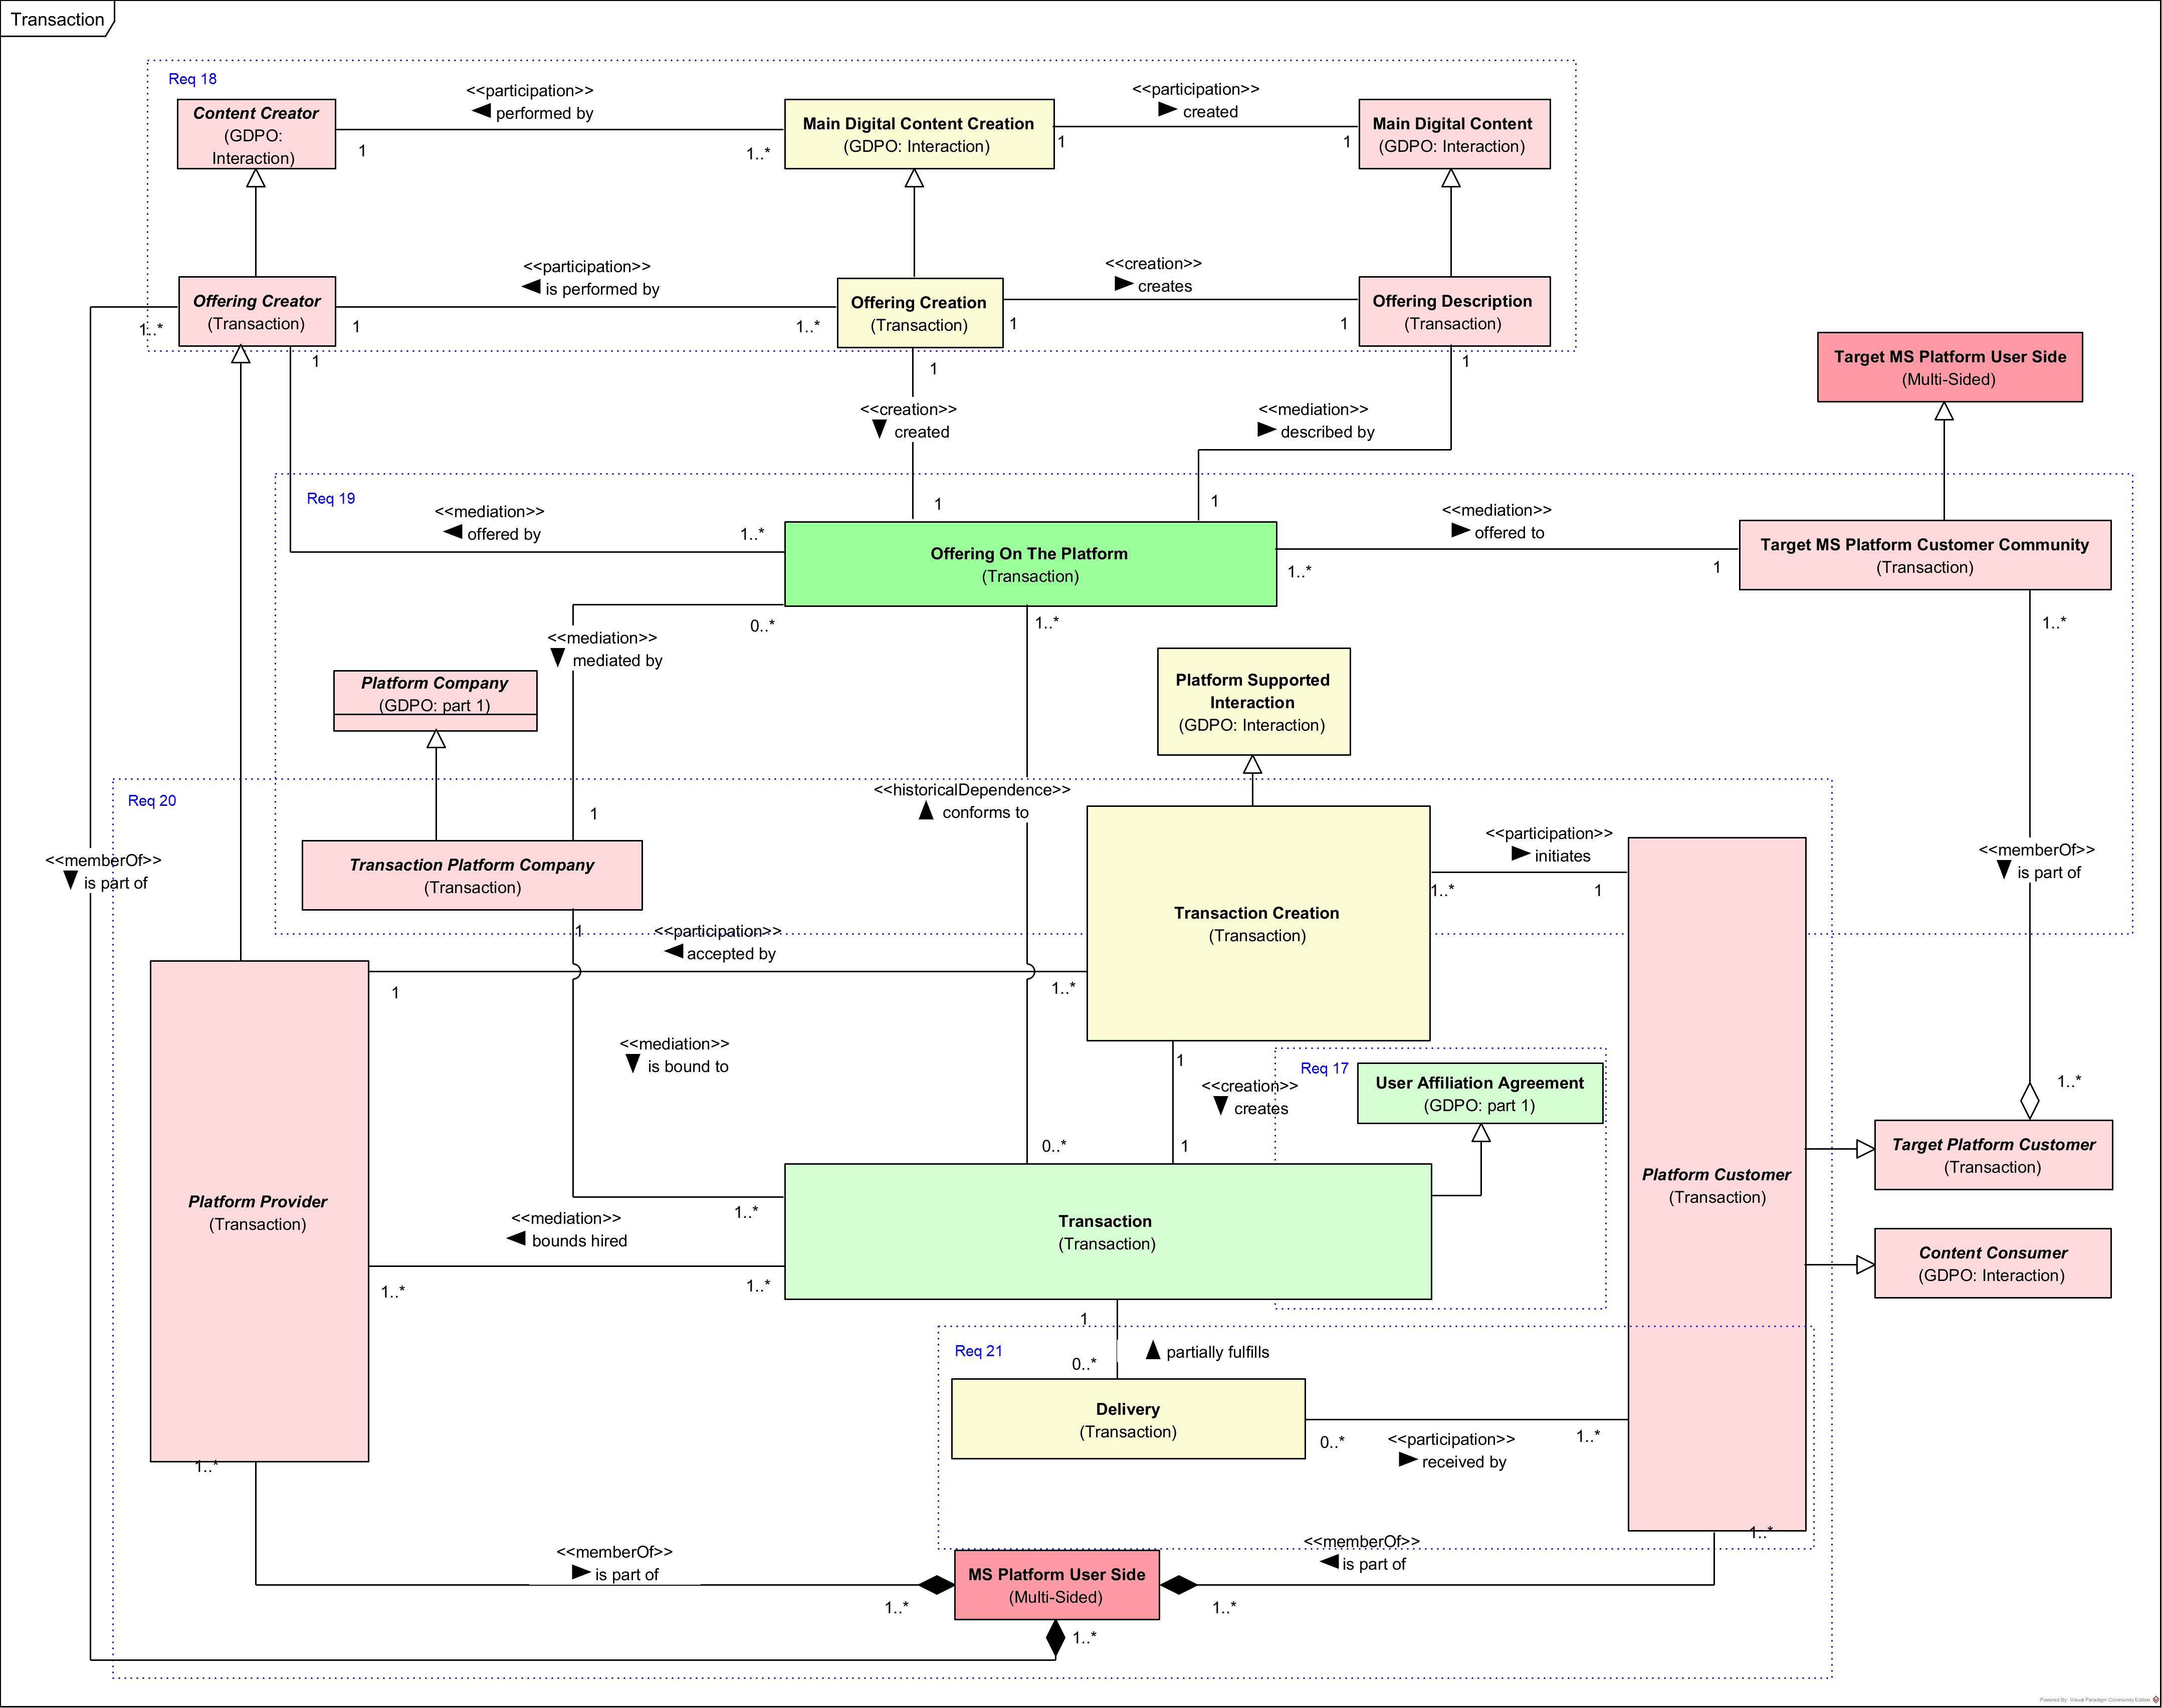 Transaction
Req 18
Content Creator
(GDPO:
Interaction)
<<participation>>
performed by
1
1..*
Main Digital Content Creation
(GDPO: Interaction)
<<participation>>
created
1
1
Main Digital Content
(GDPO: Interaction)
Offering Creator
(Transaction)
<<participation>>
is performed by
1..*
1
1..*
1
Offering Creation
(Transaction)
<<creation>>
creates
1
1
Offering Description
(Transaction)
1
1
Target MS Platform User Side
(Multi-Sided)
<<creation>>
created
1
<<mediation>>
described by
1
Req 19
<<mediation>>
offered by
1..*
Offering On The Platform
(Transaction)
<<mediation>>
offered to
1..*
1
Target MS Platform Customer Community
(Transaction)
0..*
1..*
1..*
<<mediation>>
mediated by
Platform Company
(GDPO: part 1)
Platform Supported
Interaction
(GDPO: Interaction)
Req 20
<<historicalDependence>>
conforms to
1
Transaction Platform Company
(Transaction)
<<memberOf>>
is part of
Transaction Creation
(Transaction)
<<participation>>
initiates
1..*
1
<<memberOf>>
is part of
1
<<participation>>
accepted by
1
1..*
<<mediation>>
is bound to
1
<<creation>>
creates
Req 17
User Affiliation Agreement
(GDPO: part 1)
1..*
0..*
1
Platform Provider
(Transaction)
1..*
<<mediation>>
bounds hired
1..*
1..*
Transaction
(Transaction)
Platform Customer
(Transaction)
Target Platform Customer
(Transaction)
Content Consumer
(GDPO: Interaction)
1
Req 21
0..*
partially fulfills
Delivery
(Transaction)
0..*
<<participation>>
received by
1..*
1..*
1..*
<<memberOf>>
is part of
1..*
MS Platform User Side
(Multi-Sided)
<<memberOf>>
is part of
1..*
1..*
Powered By: Visual Paradigm Community Edition